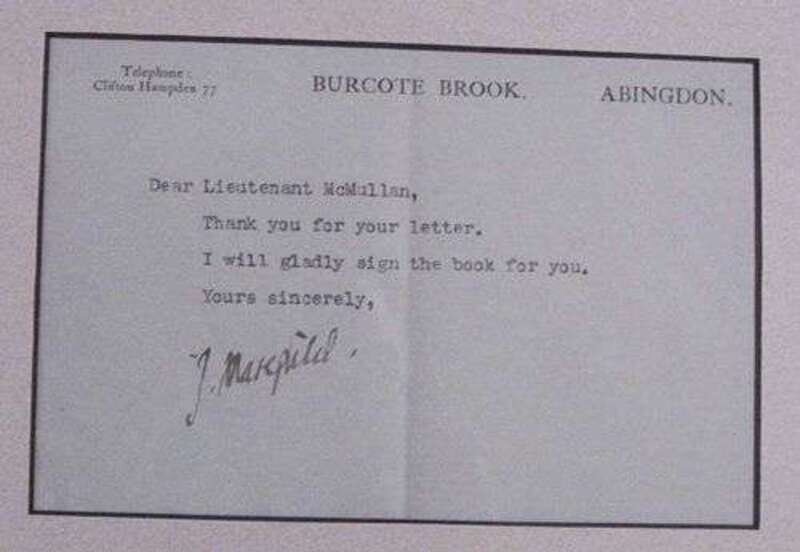 Telephone:
Clifton Hampden 77
BURCOTE BROOK.
ABINGDON.
Dear Lieutenant McMullan,
Thank you for your letter.
I will gladly sign the book for you.
Yours sincerely,
J. Masefield.